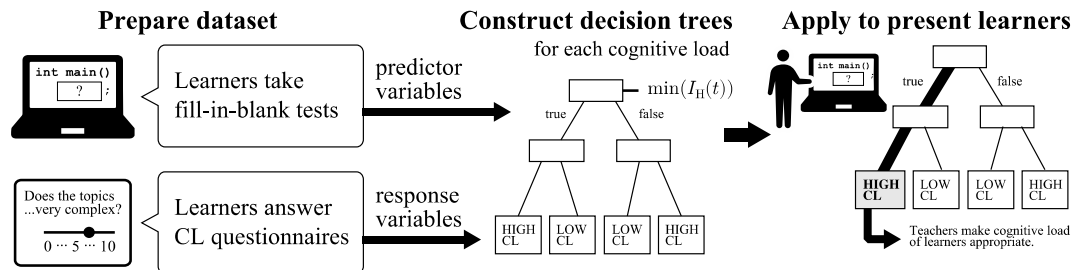 Prepare dataset
int main()
?
;
Learners take
fill-in-blank tests
predictor
variables
Does the topics
...very complex?
0 ··· 5 ··· 10
Learners answer
CL questionnaires
response
variables
Construct decision trees
for each cognitive load
min(I_H(t))
true
false
HIGH
CL
LOW
CL
LOW
CL
HIGH
CL
Apply to present learners
int main()
?
;
true
false
HIGH
CL
LOW
CL
LOW
CL
HIGH
CL
Teachers make cognitive load
of learners appropriate.